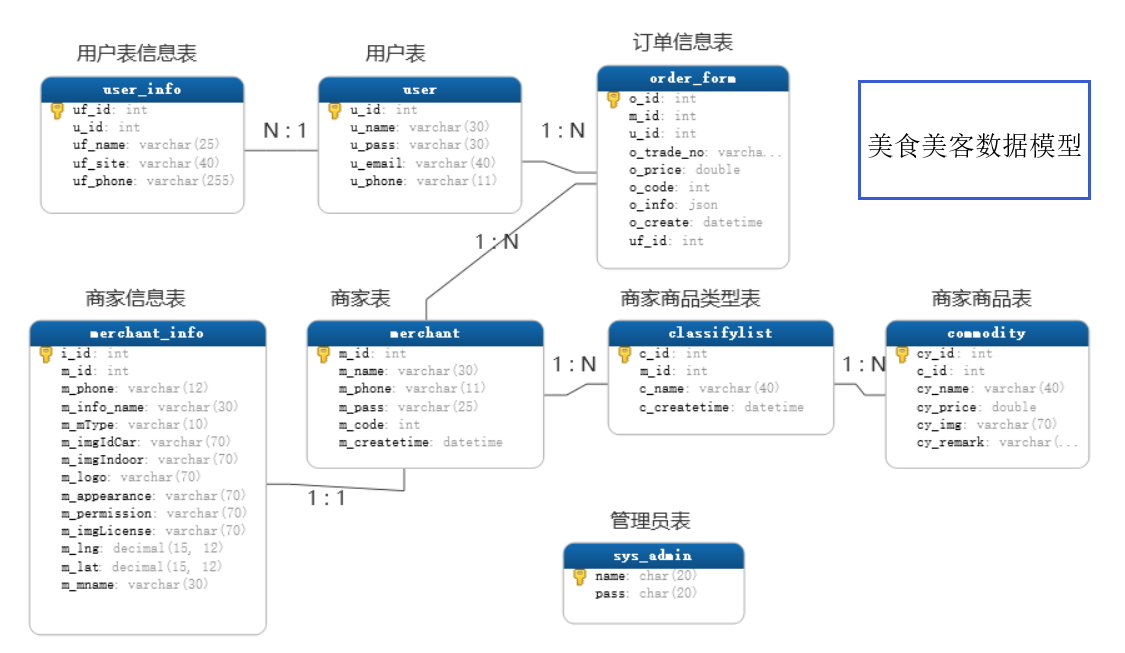 用户表信息表
user_info
uf_id: int
u_id: int
uf_name: varchar(25)
uf_site: varchar(40)
uf_phone: varchar(255)
N : 1
用户表
user
u_id: int
u_name: varchar(30)
u_pass: varchar(30)
u_email: varchar(40)
u_phone: varchar(11)
1 : N
订单信息表
order_form
o_id: int
m_id: int
u_id: int
o_trade_no: varcha...
o_price: double
o_code: int
o_info: json
o_create: datetime
uf_id: int
美食美客数据模型
1 : N
商家信息表
merchant_info
i_id: int
m_id: int
m_phone: varchar(12)
m_info_name: varchar(30)
m_mType: varchar(10)
m_imgIdCar: varchar(70)
m_imgIndoor: varchar(70)
m_logo: varchar(70)
m_appearance: varchar(70)
m_permission: varchar(70)
m_imgLicense: varchar(70)
m_lng: decimal(15, 12)
m_lat: decimal(15, 12)
m_mname: varchar(30)
1 : 1
商家表
merchant
m_id: int
m_name: varchar(30)
m_phone: varchar(11)
m_pass: varchar(25)
m_code: int
m_createtime: datetime
1 : N
商家商品类型表
classifylist
c_id: int
m_id: int
c_name: varchar(40)
c_createtime: datetime
1 : N
商家商品表
commodity
cy_id: int
c_id: int
cy_name: varchar(40)
cy_price: double
cy_img: varchar(70)
cy_remark: varchar(...
管理员表
sys_admin
name: char(20)
pass: char(20)